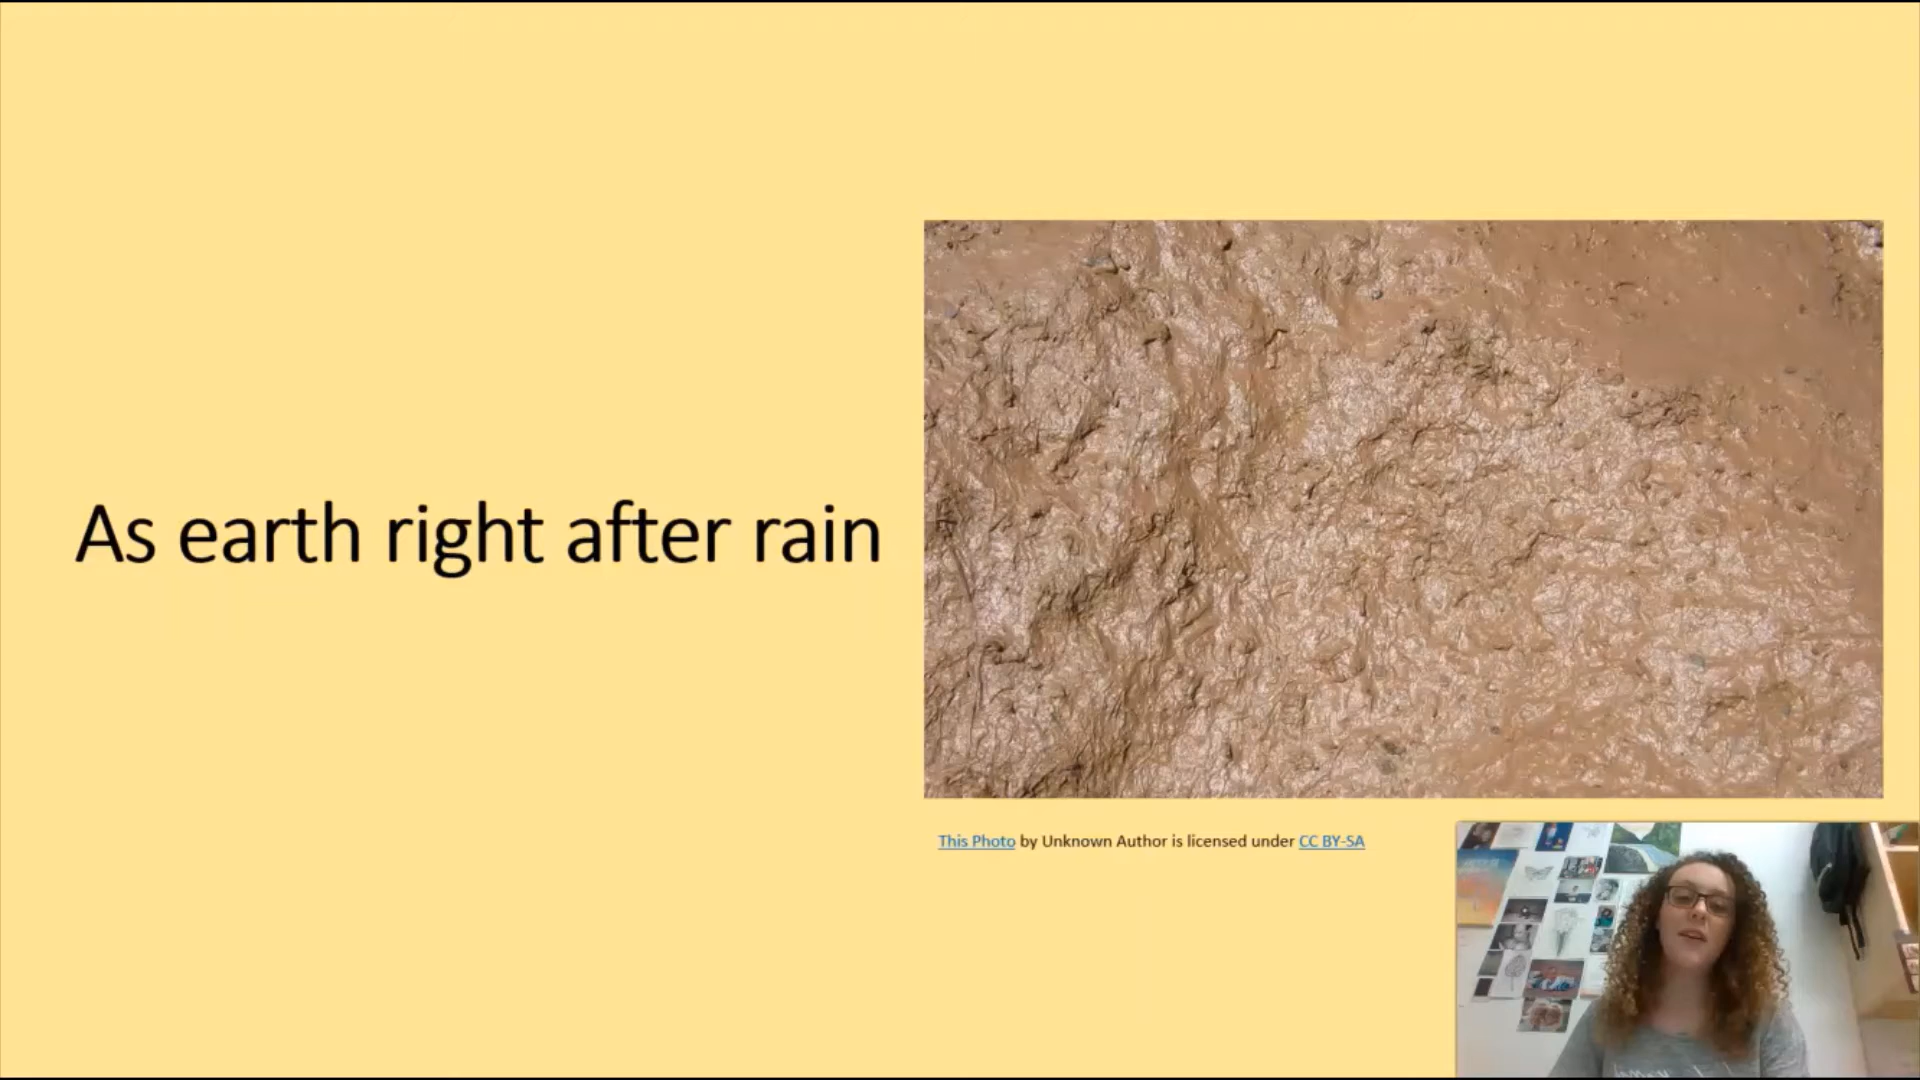 As earth right after rain
This Photo by Unknown Author is licensed under CC BY-SA